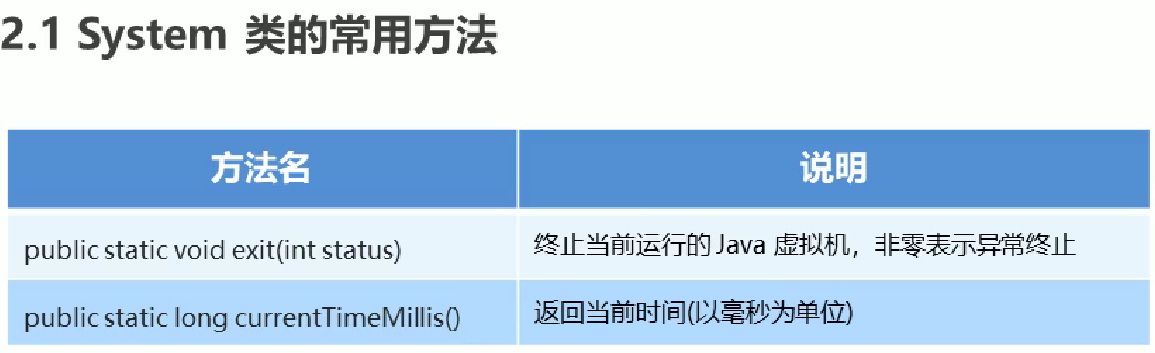 2.1 System 类的常用方法
方法名 说明
public static void exit(int status) 终止当前运行的 Java 虚拟机，非零表示异常终止
public static long currentTimeMillis() 返回当前时间(以毫秒为单位)